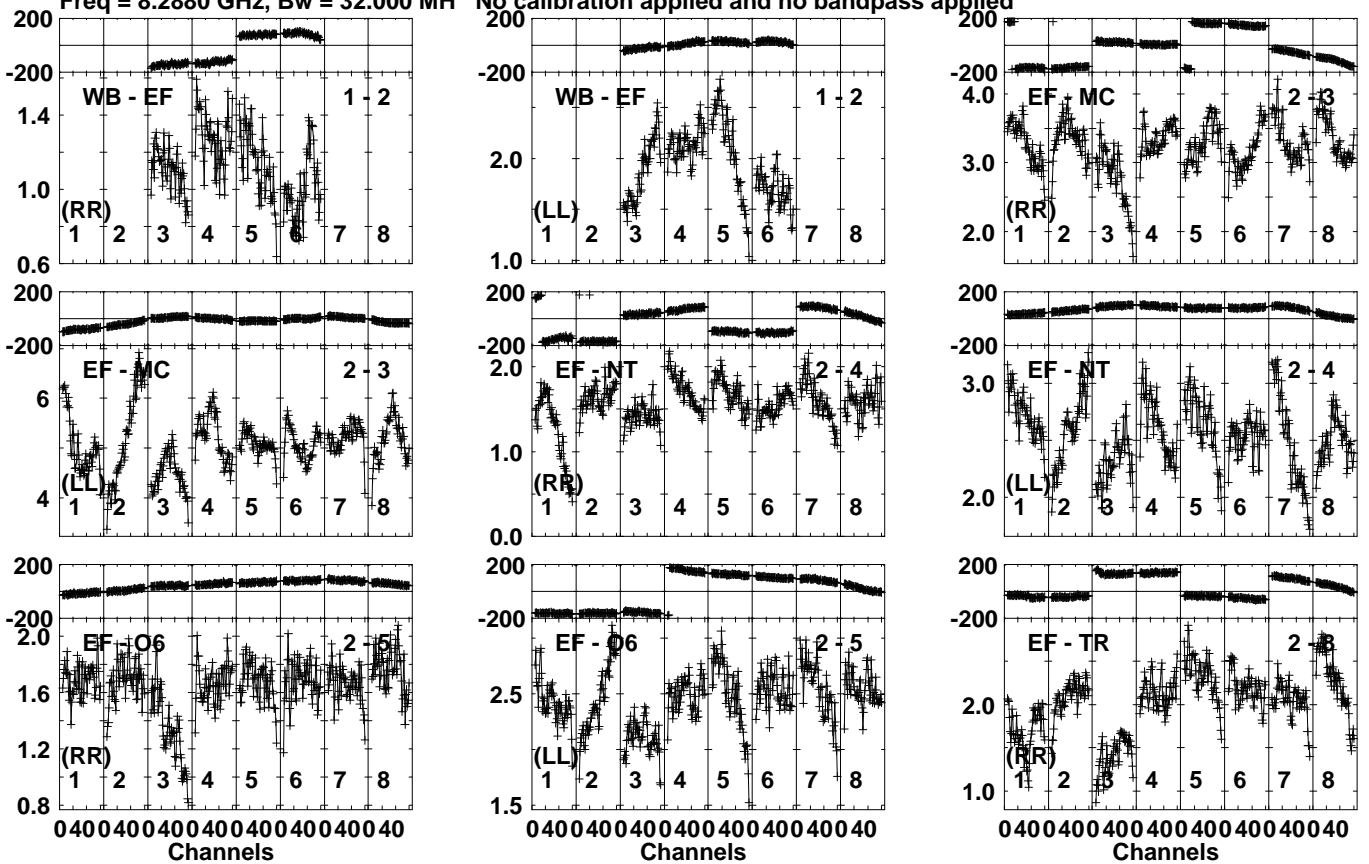 Freq = 8.2880 GHz, Bw = 32.000 MH No calibration applied and no bandpass applied
200
-200
WB - EF 1 - 2
1.4
1.0
0.6
(RR)
1 2 3 4 5 6 7 8
200
-200
WB - EF 1 - 2
2.0
1.0
(LL)
1 2 3 4 5 6 7 8
200
-200
EF - MC 2 - 3
4.0
3.0
2.0
(RR)
1 2 3 4 5 6 7 8
200
-200
EF - MC 2 - 3
6
4
(LL)
1 2 3 4 5 6 7 8
200
-200
EF - NT 2 - 4
2.0
1.0
0.0
(RR)
1 2 3 4 5 6 7 8
200
-200
EF - NT 2 - 4
3.0
2.0
(LL)
1 2 3 4 5 6 7 8
200
-200
EF - O6 2 - 5
2.0
1.6
1.2
0.8
(RR)
1 2 3 4 5 6 7 8
0 40 0 40 0 40 0 40 0 40 0 40 0 40 0 40
Channels
200
-200
EF - O6 2 - 5
2.5
1.5
(LL)
1 2 3 4 5 6 7 8
0 40 0 40 0 40 0 40 0 40 0 40 0 40 0 40
Channels
200
-200
EF - TR 2 - 8
2.0
1.0
(RR)
1 2 3 4 5 6 7 8
0 40 0 40 0 40 0 40 0 40 0 40 0 40 0 40
Channels